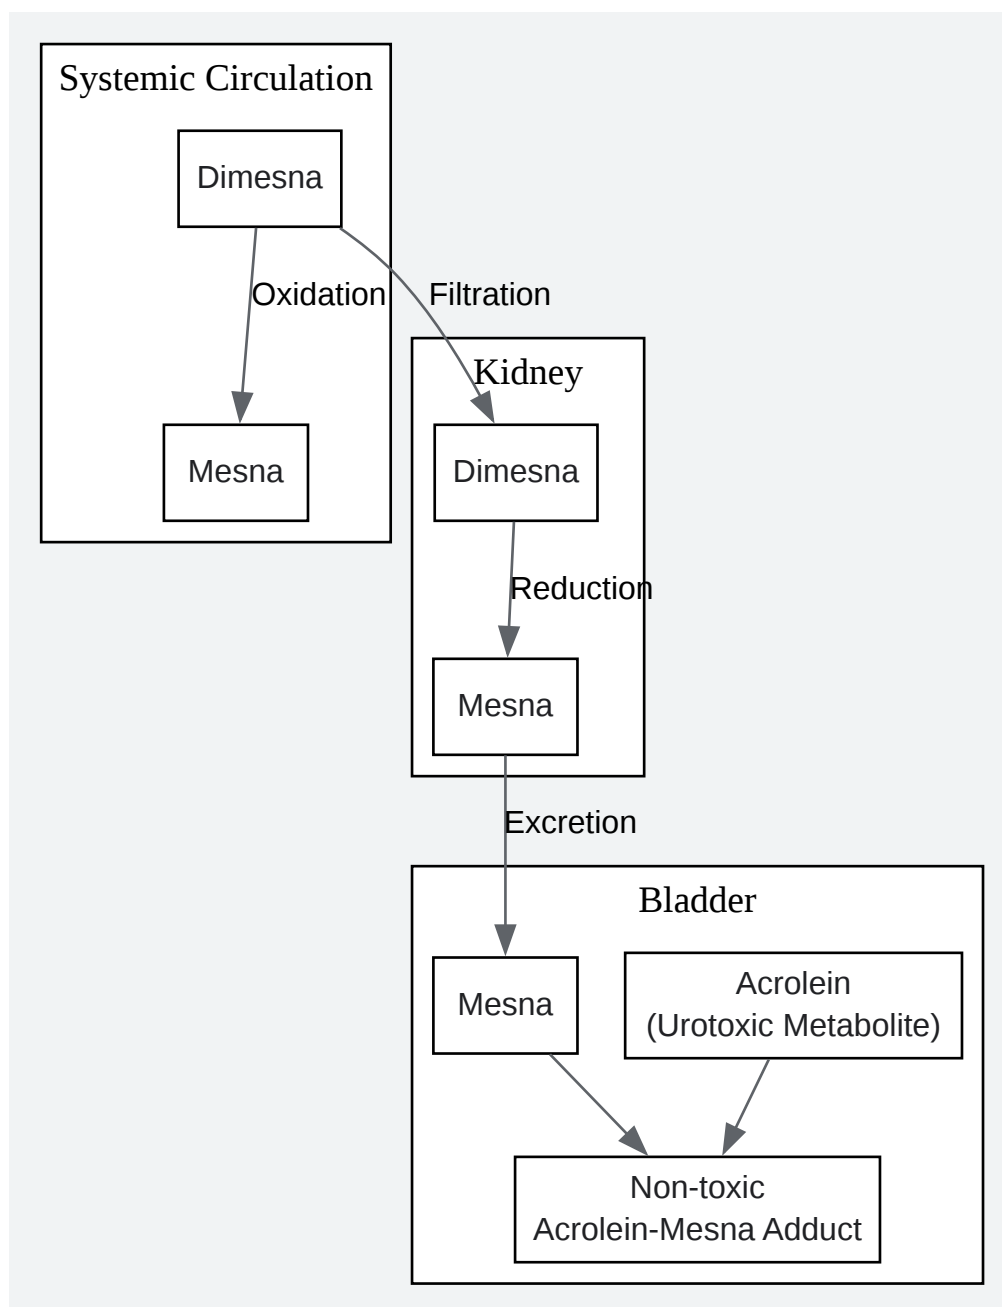 Systemic Circulation
Dimesna
Oxidation
Filtration
Mesna
Kidney
Dimesna
Reduction
Mesna
Excretion
Bladder
Mesna
Acrolein
(Urotoxic Metabolite)
Non-toxic
Acrolein-Mesna Adduct